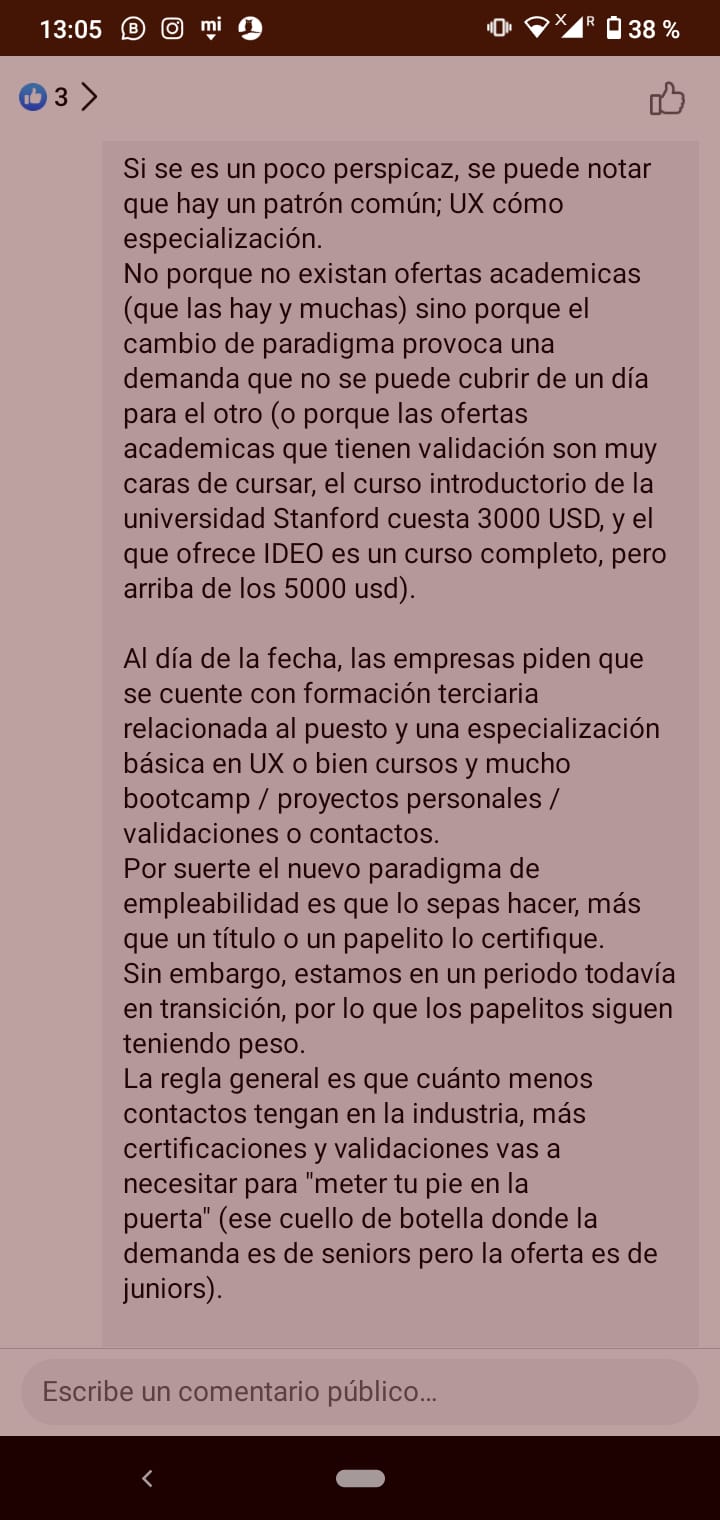 13:05 mi R 38 %
3
Si se es un poco perspicaz, se puede notar
que hay un patrón común; UX cómo
especialización.
No porque no existan ofertas academicas
(que las hay y muchas) sino porque el
cambio de paradigma provoca una
demanda que no se puede cubrir de un día
para el otro (o porque las ofertas
academicas que tienen validación son muy
caras de cursar, el curso introductorio de la
universidad Stanford cuesta 3000 USD, y el
que ofrece IDEO es un curso completo, pero
arriba de los 5000 usd).
Al día de la fecha, las empresas piden que
se cuente con formación terciaria
relacionada al puesto y una especialización
básica en UX o bien cursos y mucho
bootcamp / proyectos personales /
validaciones o contactos.
Por suerte el nuevo paradigma de
empleabilidad es que lo sepas hacer, más
que un título o un papelito lo certifique.
Sin embargo, estamos en un periodo todavía
en transición, por lo que los papelitos siguen
teniendo peso.
La regla general es que cuánto menos
contactos tengan en la industria, más
certificaciones y validaciones vas a
necesitar para "meter tu pie en la
puerta" (ese cuello de botella donde la
demanda es de seniors pero la oferta es de
juniors).
Escribe un comentario público...